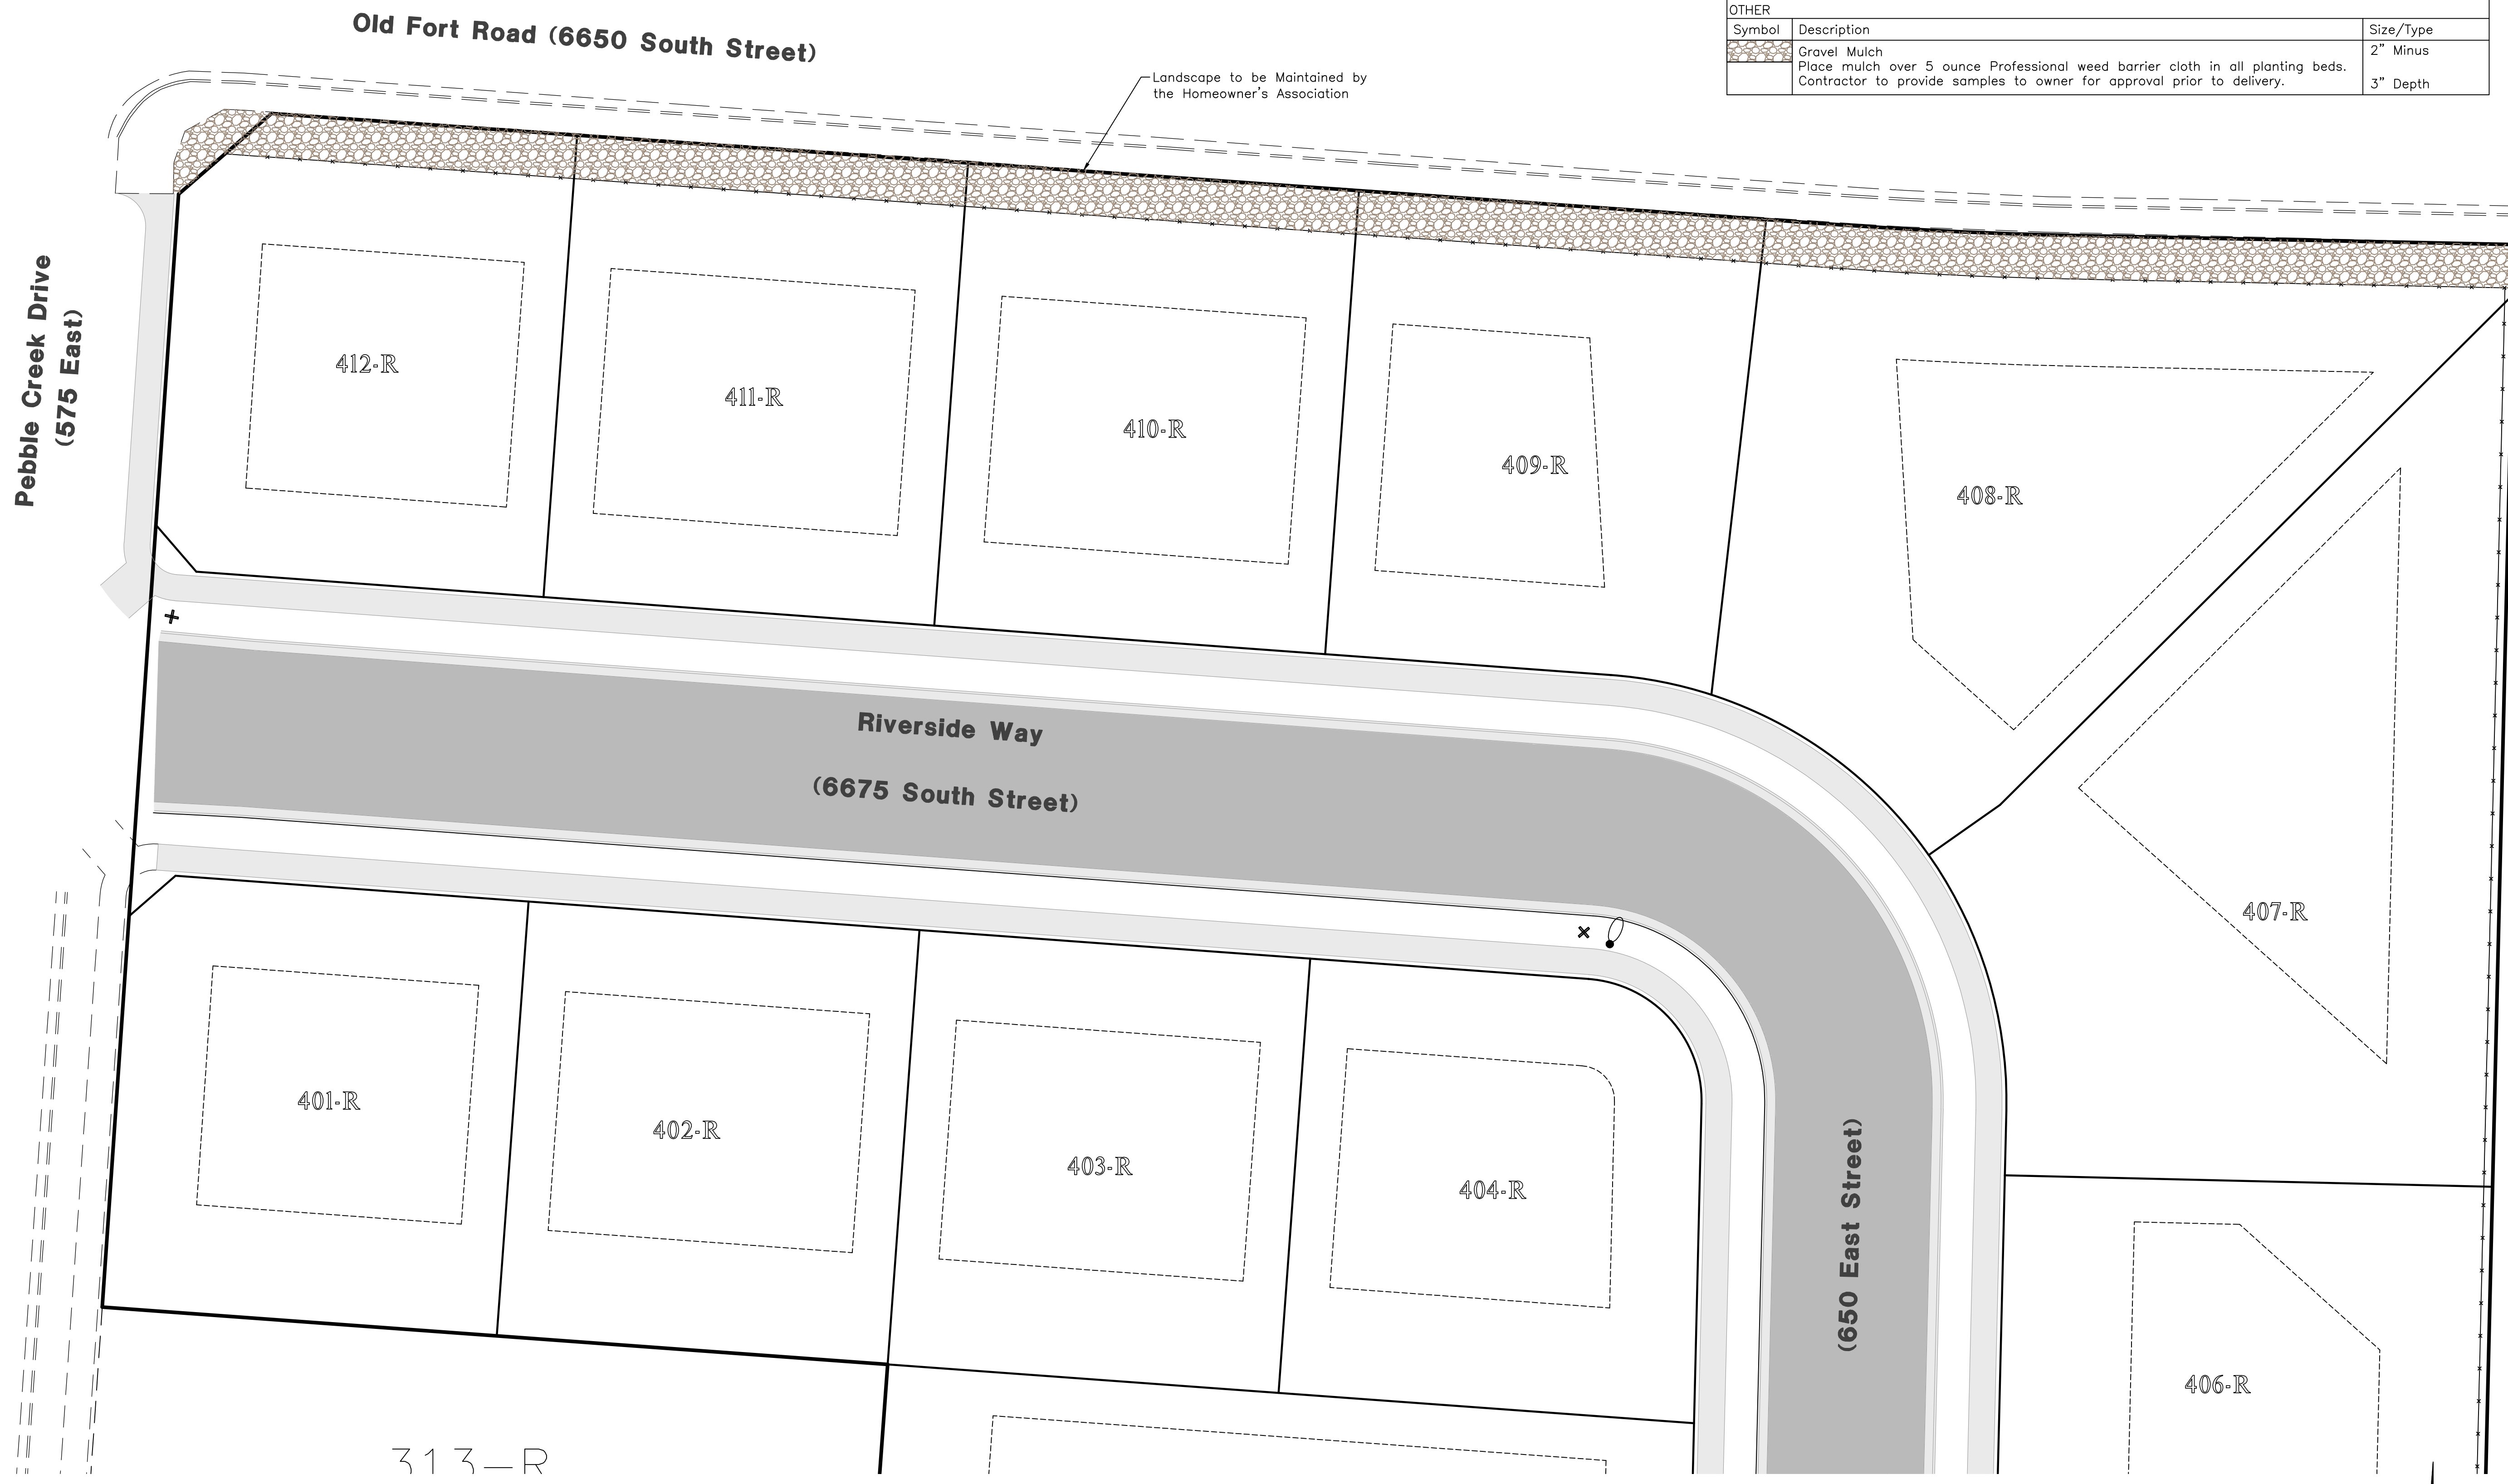 Old Fort Road (6650 South Street)
OTHER
Symbol Description Size/Type
Gravel Mulch 2" Minus
Place mulch over 5 ounce Professional weed barrier cloth in all planting beds.
Contractor to provide samples to owner for approval prior to delivery. 3" Depth
Landscape to be Maintained by
the Homeowner's Association
Pebble Creek Drive
(575 East)
412-R
411-R
410-R
409-R
408-R
407-R
Riverside Way
(6675 South Street)
401-R
402-R
403-R
404-R
(650 East Street)
406-R
313-R